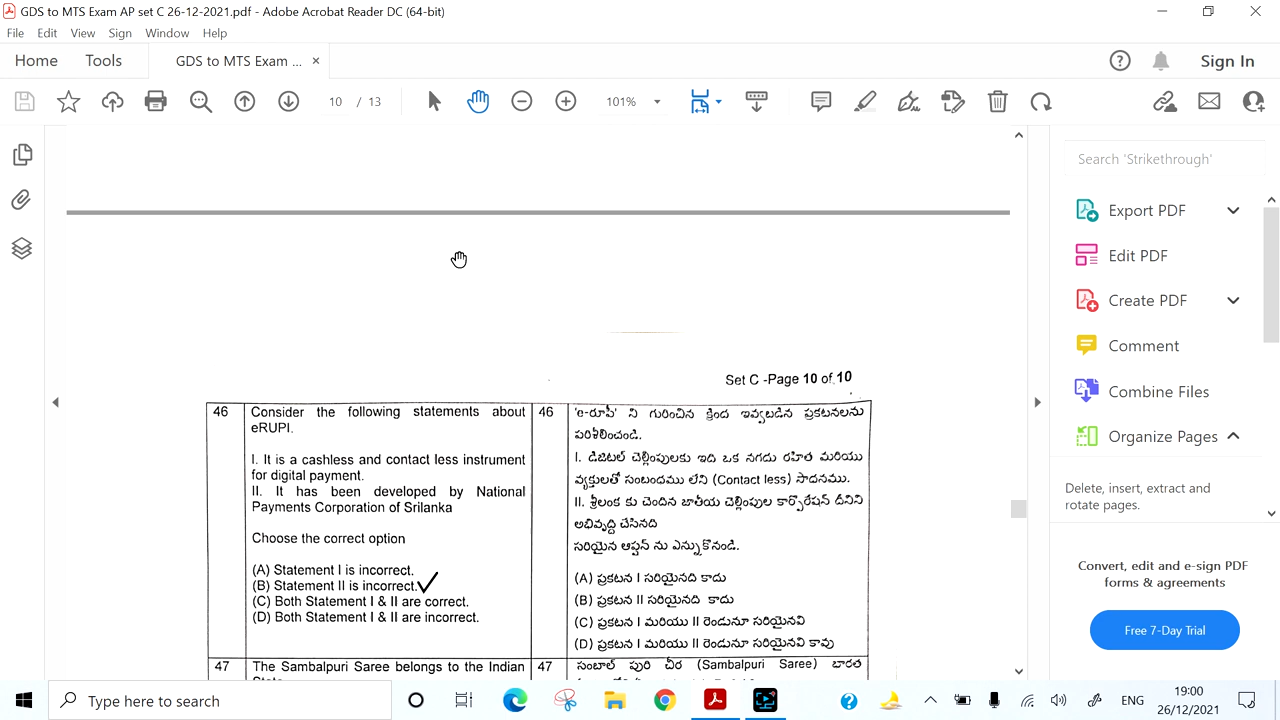 GDS to MTS Exam AP set C 26-12-2021.pdf - Adobe Acrobat Reader DC (64-bit)
File Edit View Sign Window Help
Home Tools GDS to MTS Exam ... ×
Sign In
10 / 13
101%
Search 'Strikethrough'
Export PDF
Edit PDF
Create PDF
Comment
Combine Files
Organize Pages
Delete, insert, extract and
rotate pages.
Convert, edit and e-sign PDF
forms & agreements
Free 7-Day Trial
Set C -Page 10 of 10
46
Consider the following statements about
eRUPI.
I. It is a cashless and contact less instrument
for digital payment.
II. It has been developed by National
Payments Corporation of Srilanka
Choose the correct option
(A) Statement I is incorrect.
(B) Statement II is incorrect.
(C) Both Statement I & II are correct.
(D) Both Statement I & II are incorrect.
46
'e-రూపీ' ని గురించిన క్రింద ఇవ్వబడిన ప్రకటనలను
పరిశీలించండి.
I. డిజిటల్ చెల్లింపులకు ఇది ఒక నగదు రహిత మరియు
వ్యక్తులతో సంబంధము లేని (Contact less) సాధనము.
II. శ్రీలంక కు చెందిన జాతీయ చెల్లింపుల కార్పొరేషన్ దీనిని
అభివృద్ధి చేసినది
సరియైన ఆప్షన్ ను ఎన్నుకొనండి.
(A) ప్రకటన I సరియైనది కాదు
(B) ప్రకటన II సరియైనది కాదు
(C) ప్రకటన I మరియు II రెండునూ సరియైనవి
(D) ప్రకటన I మరియు II రెండునూ సరియైనవి కావు
47
The Sambalpuri Saree belongs to the Indian
47
సంబాల్ పురి చీర (Sambalpuri Saree) భారత
Type here to search
ENG
19:00
26/12/2021